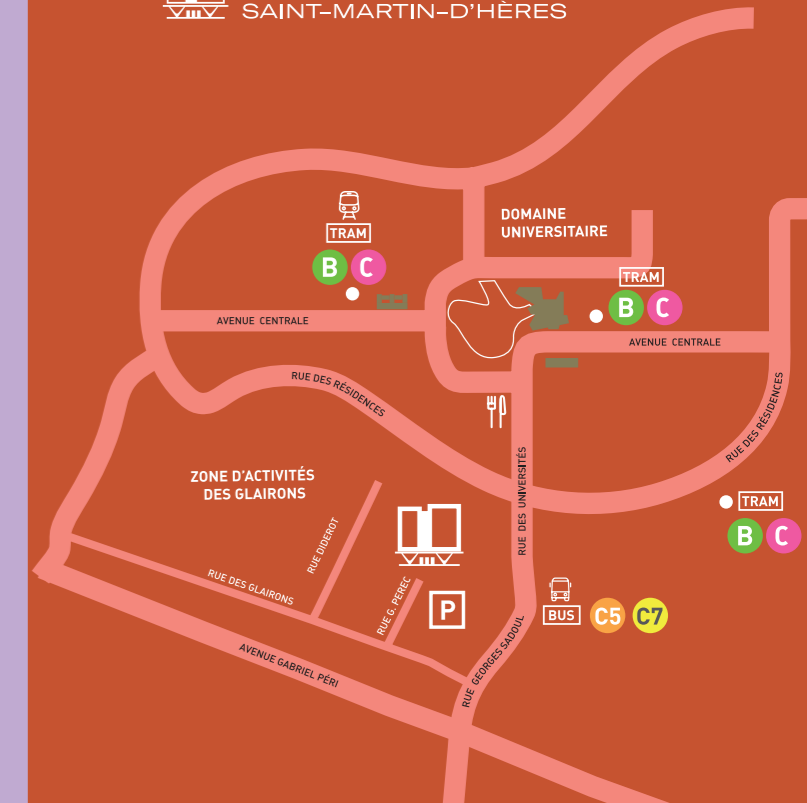 SAINT–MARTIN–D'HÈRES
DOMAINE
UNIVERSITAIRE
TRAM
B C
TRAM
B C
AVENUE CENTRALE
AVENUE CENTRALE
RUE DES RÉSIDENCES
RUE DES RÉSIDENCES
ZONE D'ACTIVITÉS
DES GLAIRONS
RUE DES UNIVERSITÉS
TRAM
B C
RUE DIDEROT
RUE DES GLAIRONS
RUE G. PEREC
P
BUS C5 C7
AVENUE GABRIEL PÉRI
RUE GEORGES SADOUL